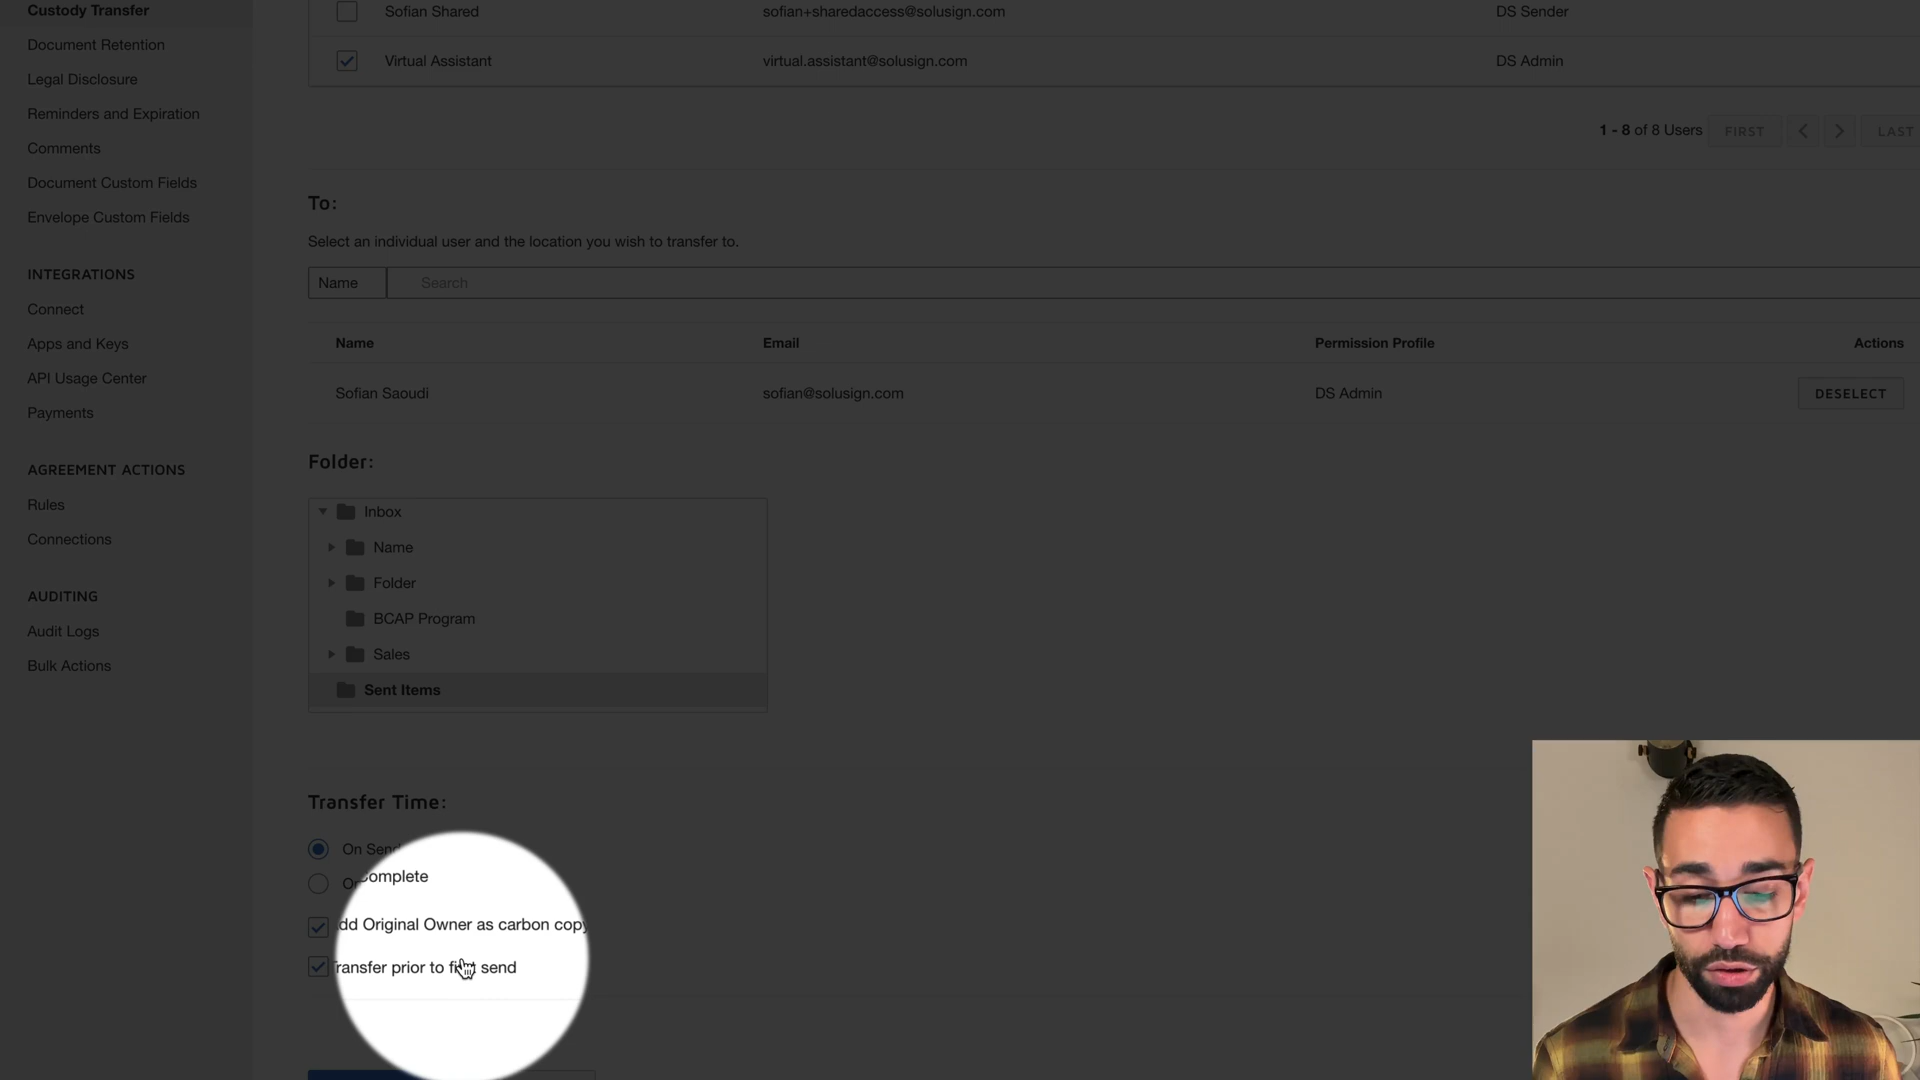 Custody Transfer
Document Retention
Legal Disclosure
Reminders and Expiration
Comments
Document Custom Fields
Envelope Custom Fields
INTEGRATIONS
Connect
Apps and Keys
API Usage Center
Payments
AGREEMENT ACTIONS
Rules
Connections
AUDITING
Audit Logs
Bulk Actions
Sofian Shared sofian+sharedaccess@solusign.com DS Sender
Virtual Assistant virtual.assistant@solusign.com DS Admin
1 - 8 of 8 Users FIRST LAST
To:
Select an individual user and the location you wish to transfer to.
Name Search
Name Email Permission Profile Actions
Sofian Saoudi sofian@solusign.com DS Admin DESELECT
Folder:
Inbox
Name
Folder
BCAP Program
Sales
Sent Items
Transfer Time:
On Send
Complete
Original Owner as carbon copy
prior to send